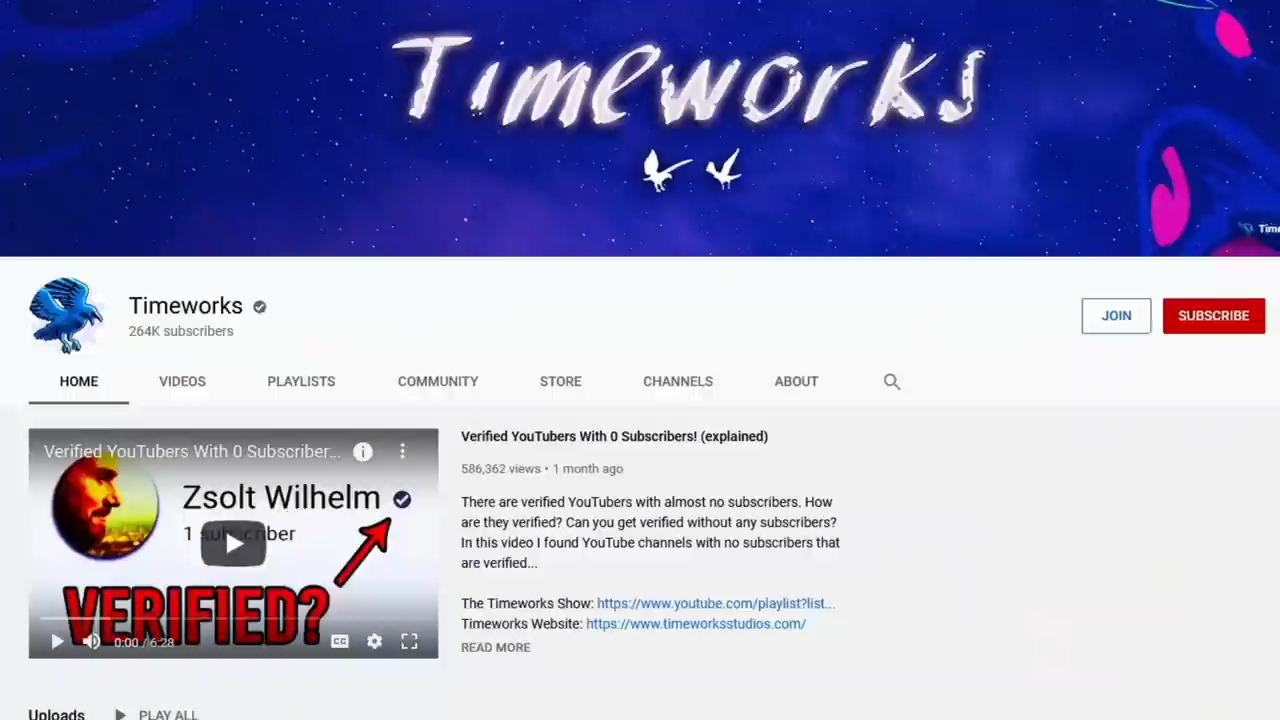 Timeworks
Time
Timeworks
264K subscribers
JOIN
SUBSCRIBE
HOME
VIDEOS
PLAYLISTS
COMMUNITY
STORE
CHANNELS
ABOUT
Verified YouTubers With 0 Subscriber...
Zsolt Wilhelm
1 subscriber
VERIFIED?
0:00 / 6:28
CC
Verified YouTubers With 0 Subscribers! (explained)
586,362 views • 1 month ago
There are verified YouTubers with almost no subscribers. How
are they verified? Can you get verified without any subscribers?
In this video I found YouTube channels with no subscribers that
are verified...
The Timeworks Show: https://www.youtube.com/playlist?list...
Timeworks Website: https://www.timeworksstudios.com/
READ MORE
Uploads
PLAY ALL